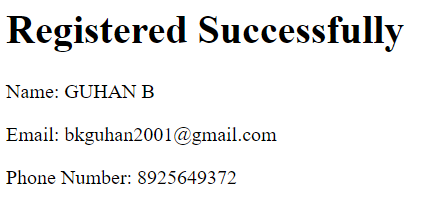 Registered Successfully
Name: GUHAN B
Email: bkguhan2001@gmail.com
Phone Number: 8925649372